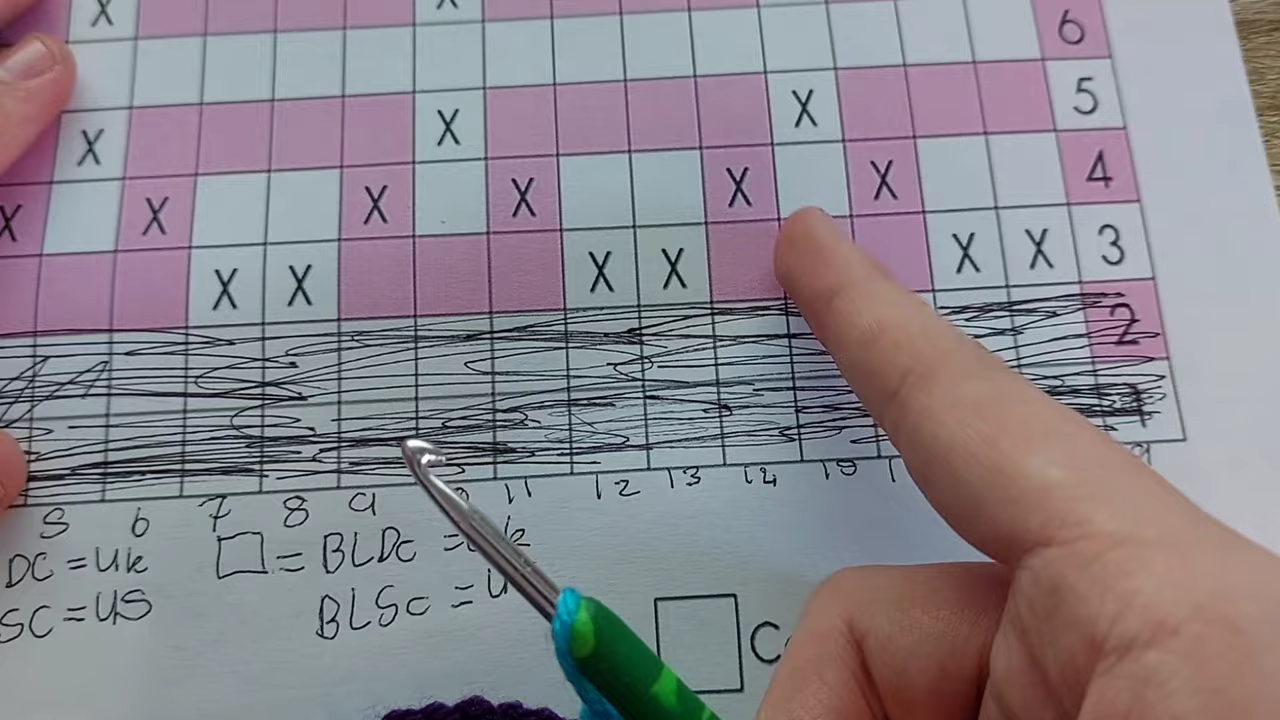 X X
6
X X X 5
X X X X X X 4
X X X X X X 3
2
1
5 6 7 8 9 11 12 13 14
DC = UK □ = BLDC =
SC = US BLSC =